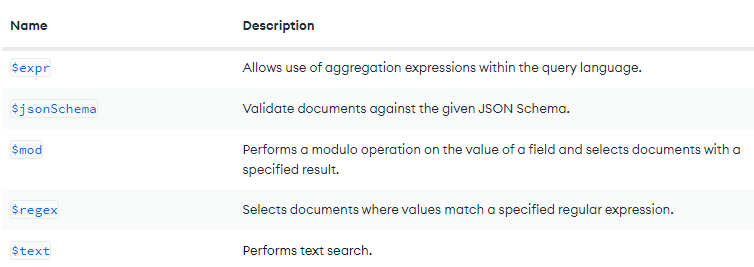 Name Description
$expr Allows use of aggregation expressions within the query language.
$jsonSchema Validate documents against the given JSON Schema.
$mod Performs a modulo operation on the value of a field and selects documents with a
specified result.
$regex Selects documents where values match a specified regular expression.
$text Performs text search.